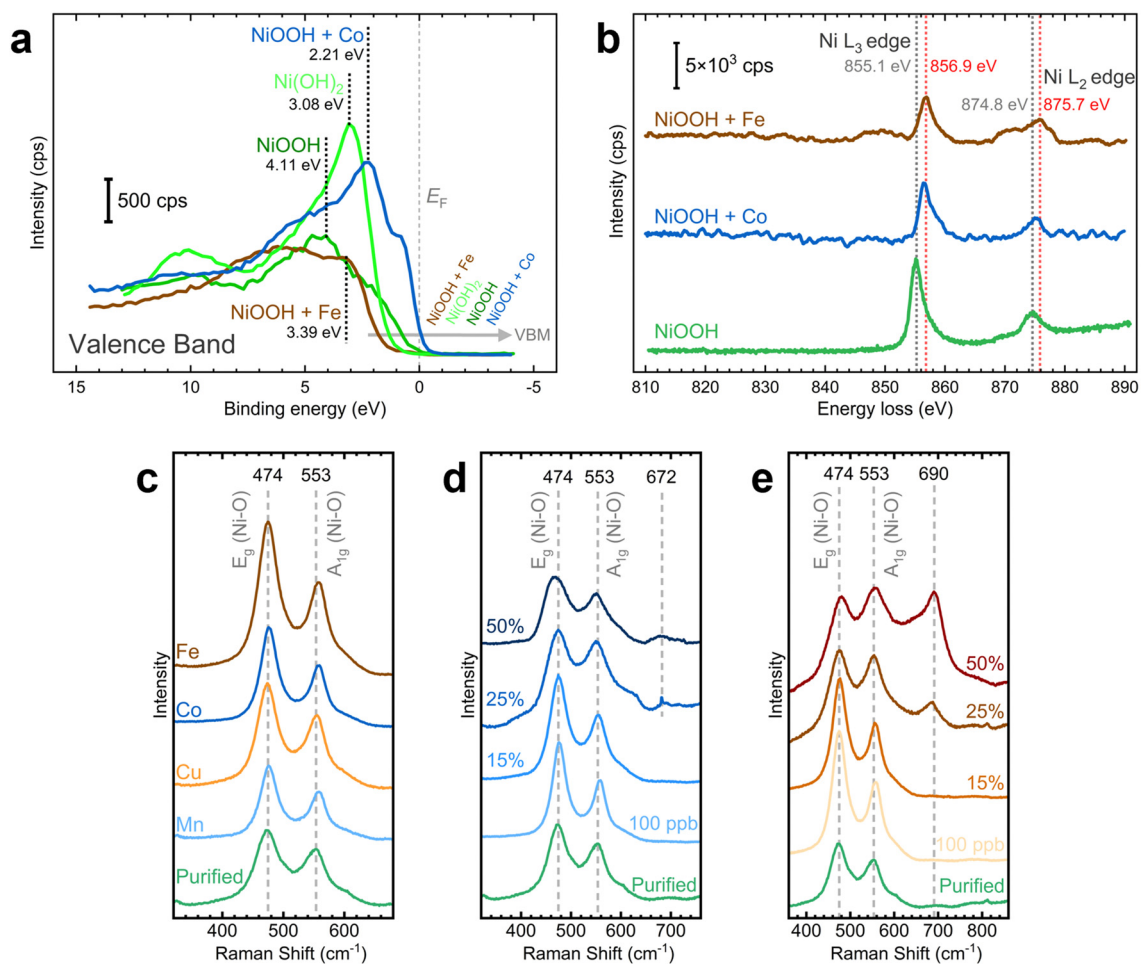 a
NiOOH + Co
2.21 eV
Ni(OH)2
3.08 eV
NiOOH
4.11 eV
500 cps
EF
NiOOH + Fe
Ni(OH)2
NiOOH
NiOOH + Co
NiOOH + Fe
3.39 eV
VBM
Valence Band
Intensity (cps)
15 10 5 0 -5
Binding energy (eV)
b
5×10³ cps
Ni L3 edge
855.1 eV
856.9 eV
Ni L2 edge
874.8 eV
875.7 eV
NiOOH + Fe
NiOOH + Co
NiOOH
Intensity (cps)
810 820 830 840 850 860 870 880 890
Energy loss (eV)
c
474 553
Eg (Ni-O)
A1g (Ni-O)
Fe
Co
Cu
Mn
Purified
Intensity
400 500 600
Raman Shift (cm-1)
d
474 553 672
Eg (Ni-O)
A1g (Ni-O)
50%
25%
15%
100 ppb
Purified
Intensity
400 500 600 700
Raman Shift (cm-1)
e
474 553 690
Eg (Ni-O)
A1g (Ni-O)
50%
25%
15%
100 ppb
Purified
Intensity
400 500 600 700 800
Raman Shift (cm-1)